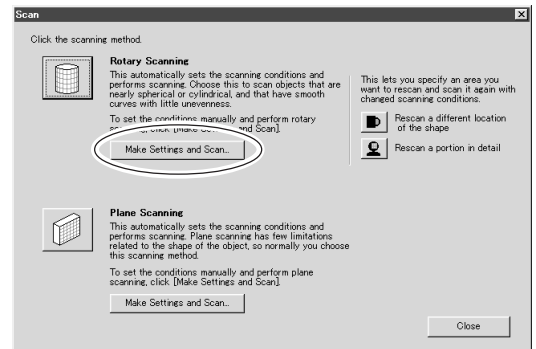 Scan
Click the scanning method.
Rotary Scanning
This automatically sets the scanning conditions and
performs scanning. Choose this to scan objects that are
nearly spherical or cylindrical, and that have smooth
curves with little unevenness.
To set the conditions manually and perform rotary
scanning, click [Make Settings and Scan].
Make Settings and Scan...
This lets you specify an area you
want to rescan and scan it again with
changed scanning conditions.
Rescan a different location
of the shape
Rescan a portion in detail
Plane Scanning
This automatically sets the scanning conditions and
performs scanning. Plane scanning has few limitations
related to the shape of the object, so normally you choose
this scanning method.
To set the conditions manually and perform plane
scanning, click [Make Settings and Scan].
Make Settings and Scan...
Close